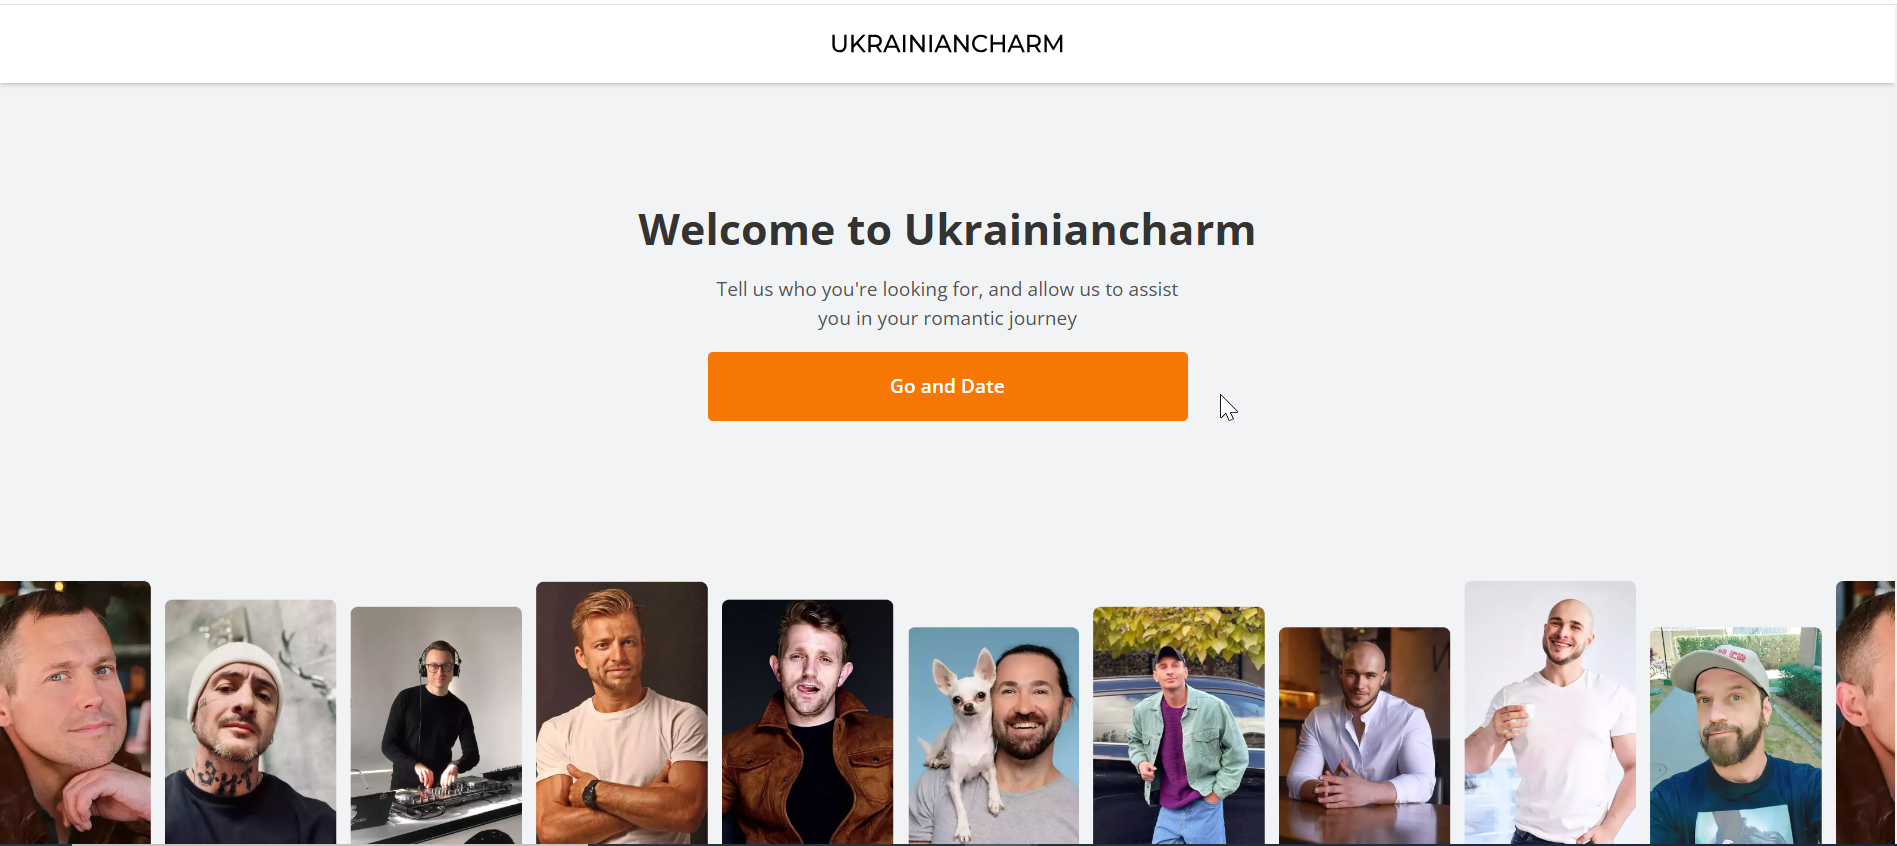 UKRAINIANCHARM
Welcome to Ukrainiancharm
Tell us who you're looking for, and allow us to assist
you in your romantic journey
Go and Date